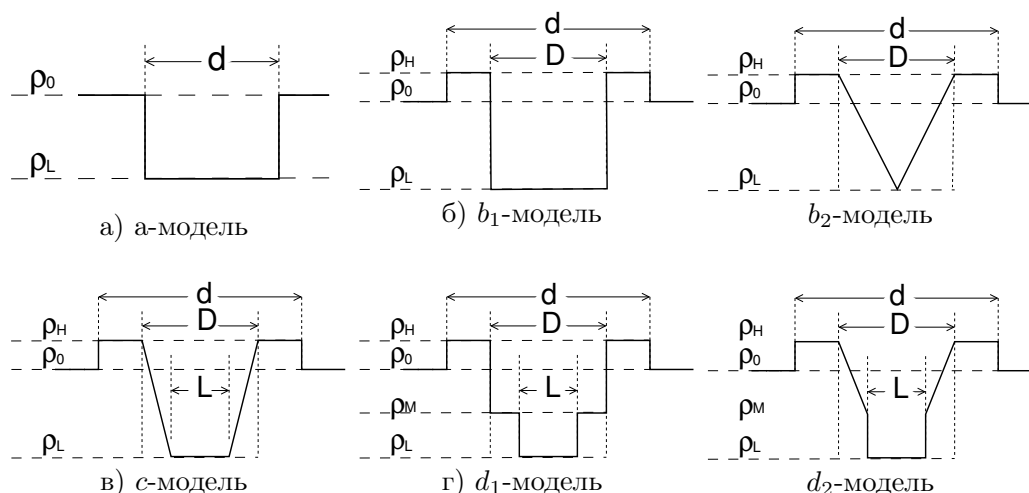 d
ρ0
ρL
а) a-модель
d
D
ρH
ρ0
ρL
б) b1-модель
d
D
ρH
ρ0
ρL
b2-модель
d
D
ρH
ρ0
L
ρL
в) c-модель
d
D
ρH
ρ0
L
ρM
ρL
г) d1-модель
d
D
ρH
ρ0
L
ρM
ρL
d2-модель